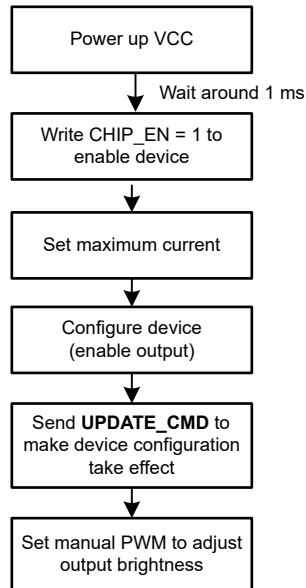 Power up VCC
Wait around 1 ms
Write CHIP_EN = 1 to
enable device
Set maximum current
Configure device
(enable output)
Send UPDATE_CMD to
make device configuration
take effect
Set manual PWM to adjust
output brightness